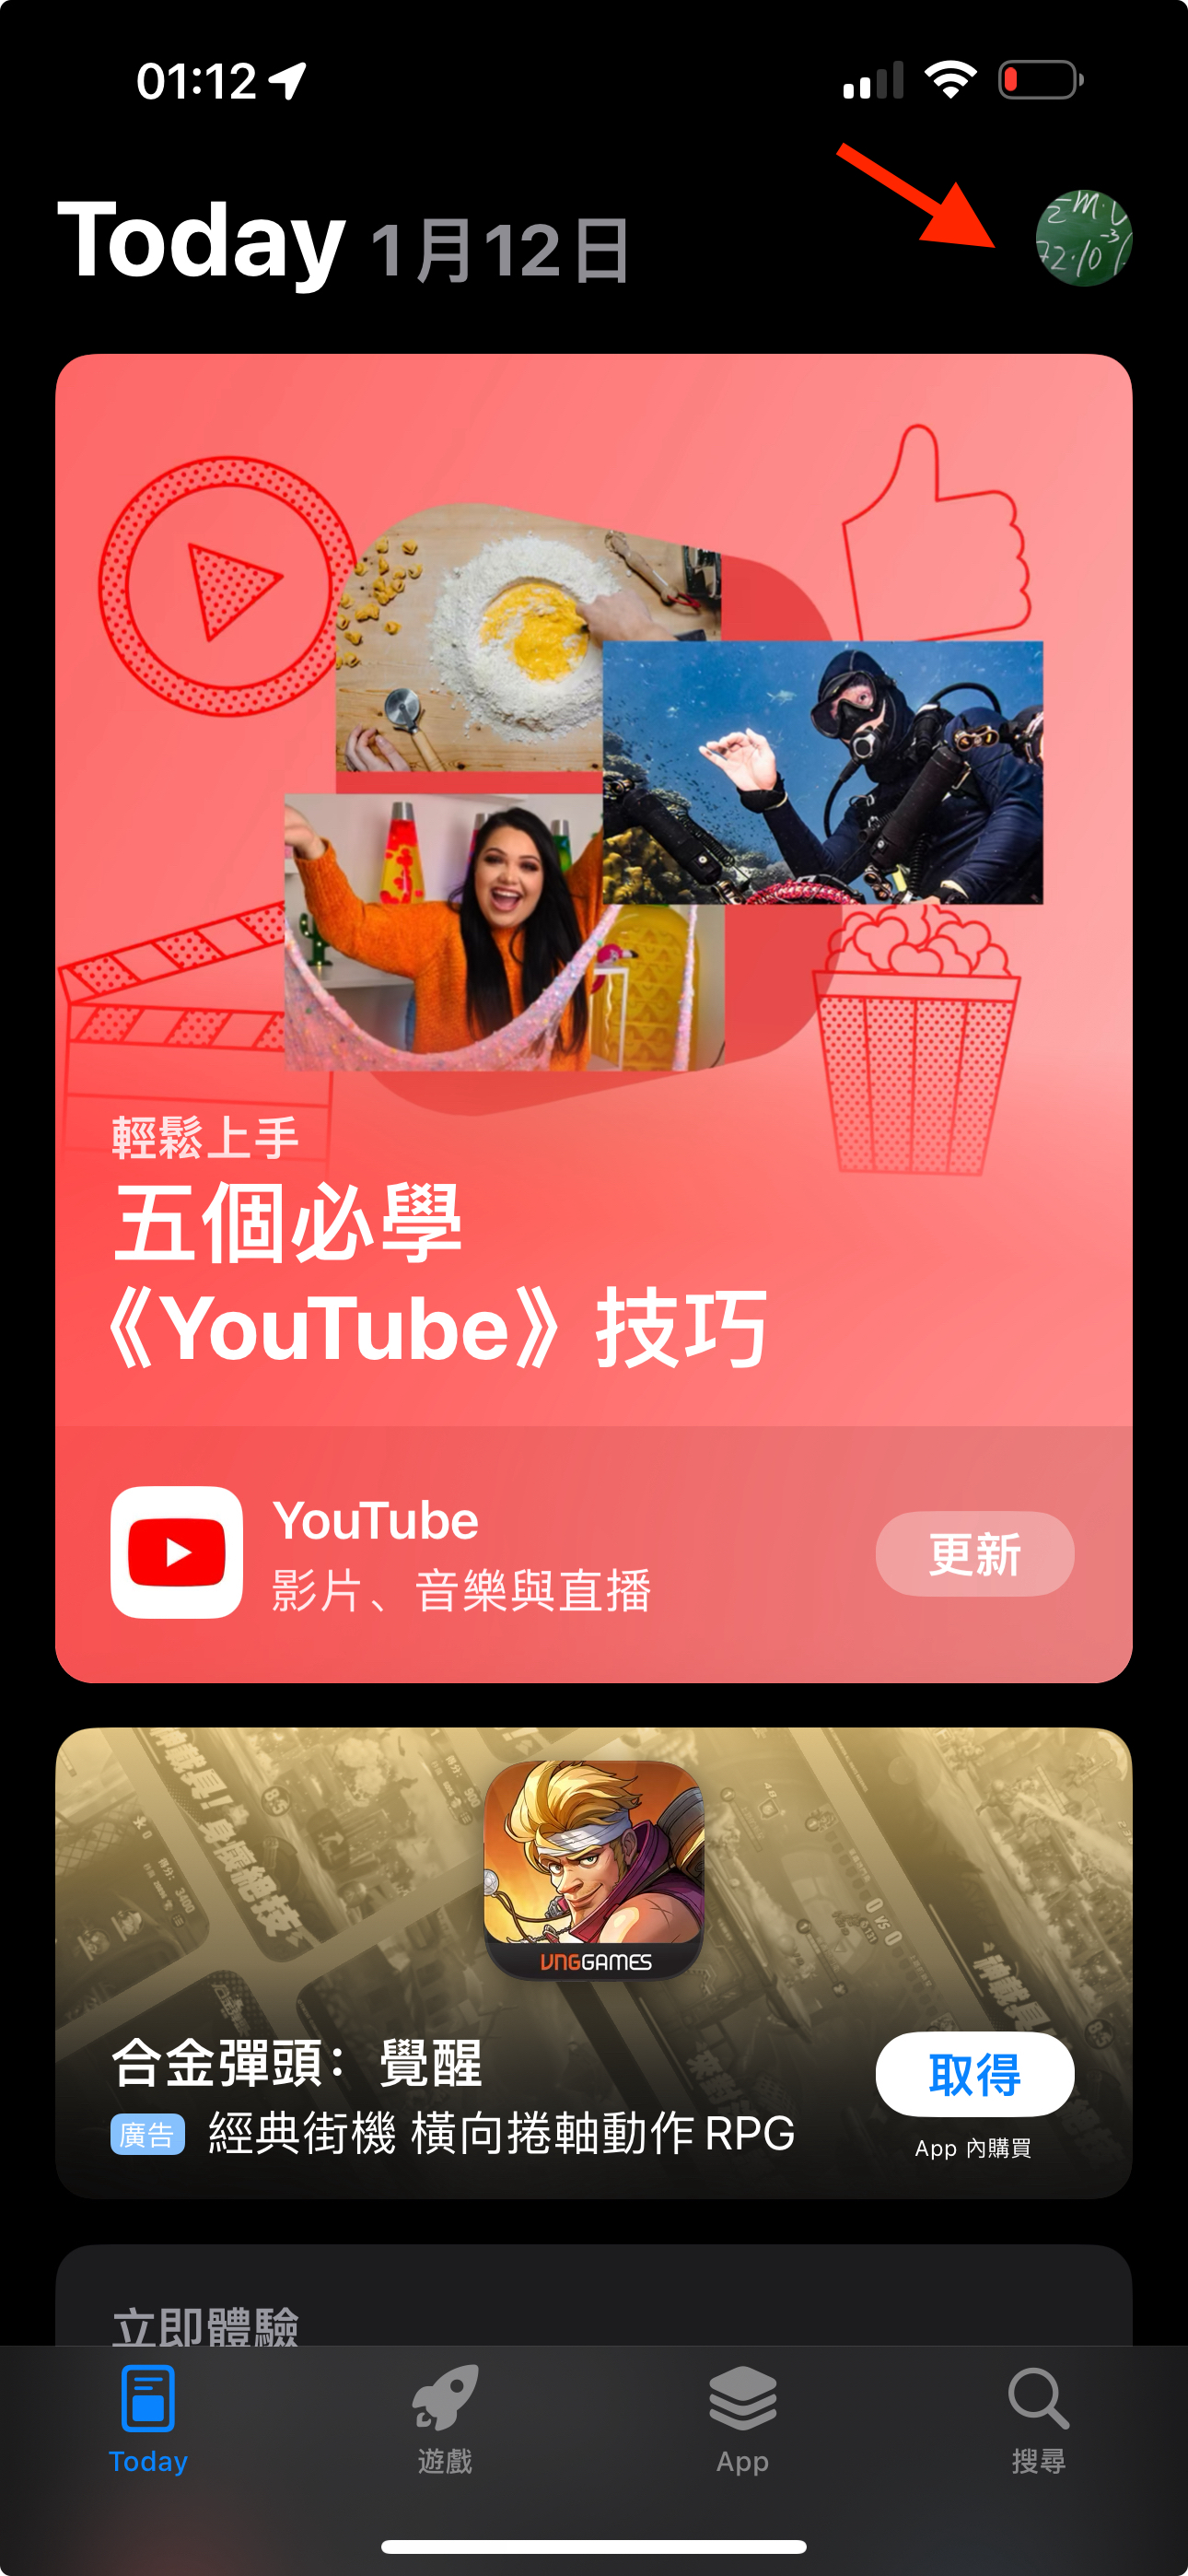 01:12
Today 1月12日
輕鬆上手
五個必學
《YouTube》技巧
YouTube
影片、音樂與直播
更新
VNGGAMES
合金彈頭：覺醒
廣告 經典街機 橫向捲軸動作 RPG
取得
App 內購買
立即體驗
Today
遊戲
App
搜尋